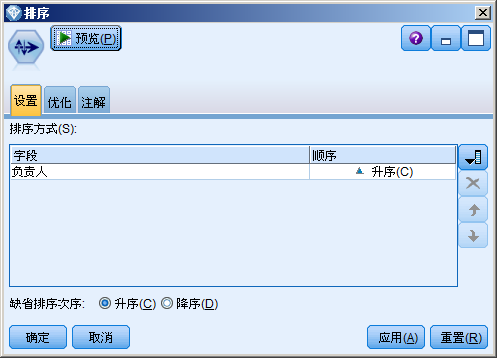 排序
预览(P)
设置 优化 注解
排序方式(S):
字段 顺序
负责人 升序(C)
缺省排序次序: 升序(C) 降序(D)
确定 取消 应用(A) 重置(R)